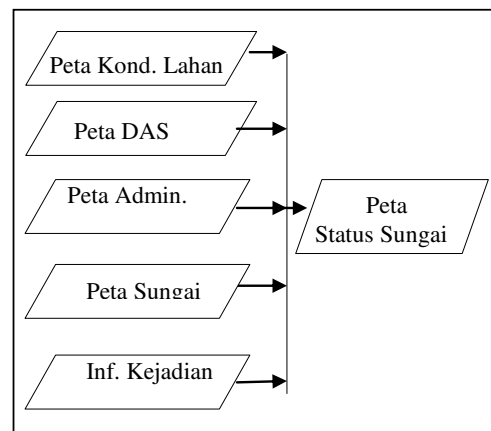 Peta Kond. Lahan
Peta DAS
Peta Admin.
Peta Sungai
Inf. Kejadian
Peta
Status Sungai